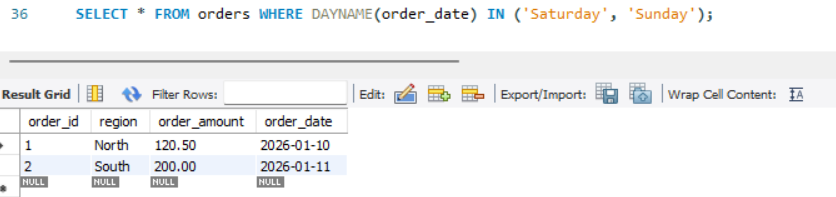 36 SELECT * FROM orders WHERE DAYNAME(order_date) IN ('Saturday', 'Sunday');
Result Grid Filter Rows: Edit: Export/Import: Wrap Cell Content: IA
order_id region order_amount order_date
1 North 120.50 2026-01-10
2 South 200.00 2026-01-11
* NULL NULL NULL NULL